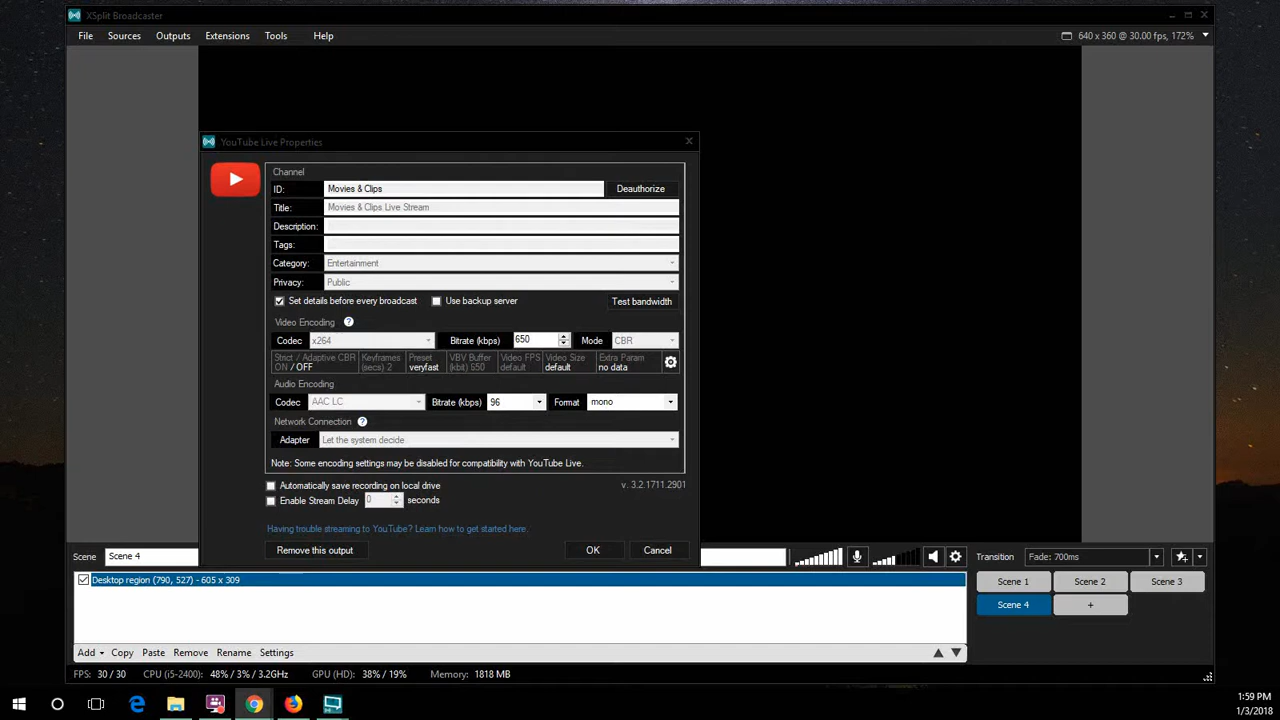 XSplit Broadcaster
File Sources Outputs Extensions Tools Help 640 x 360 @ 30.00 fps, 172%
YouTube Live Properties
Channel
ID: Movies & Clips Deauthorize
Title: Movies & Clips Live Stream
Description:
Tags:
Category: Entertainment
Privacy: Public
Set details before every broadcast Use backup server Test bandwidth
Video Encoding ?
Codec x264 Bitrate (kbps) 650 Mode CBR
Strict / Adaptive CBR Keyframes Preset VBV Buffer Video FPS Video Size Extra Param
ON / OFF (secs) 2 veryfast (kbit) 650 default default no data
Audio Encoding
Codec AAC LC Bitrate (kbps) 96 Format mono
Network Connection ?
Adapter Let the system decide
Note: Some encoding settings may be disabled for compatibility with YouTube Live.
Automatically save recording on local drive v. 3.2.1711.2901
Enable Stream Delay 0 seconds
Having trouble streaming to YouTube? Learn how to get started here.
Remove this output OK Cancel
Scene Scene 4 Transition Fade: 700ms
Desktop region (790, 527) - 605 x 309 Scene 1 Scene 2 Scene 3
Scene 4 +
Add Copy Paste Remove Rename Settings
FPS: 30 / 30 CPU (i5-2400): 48% / 3% / 3.2GHz GPU (HD): 38% / 19% Memory: 1818 MB
1:59 PM
1/3/2018